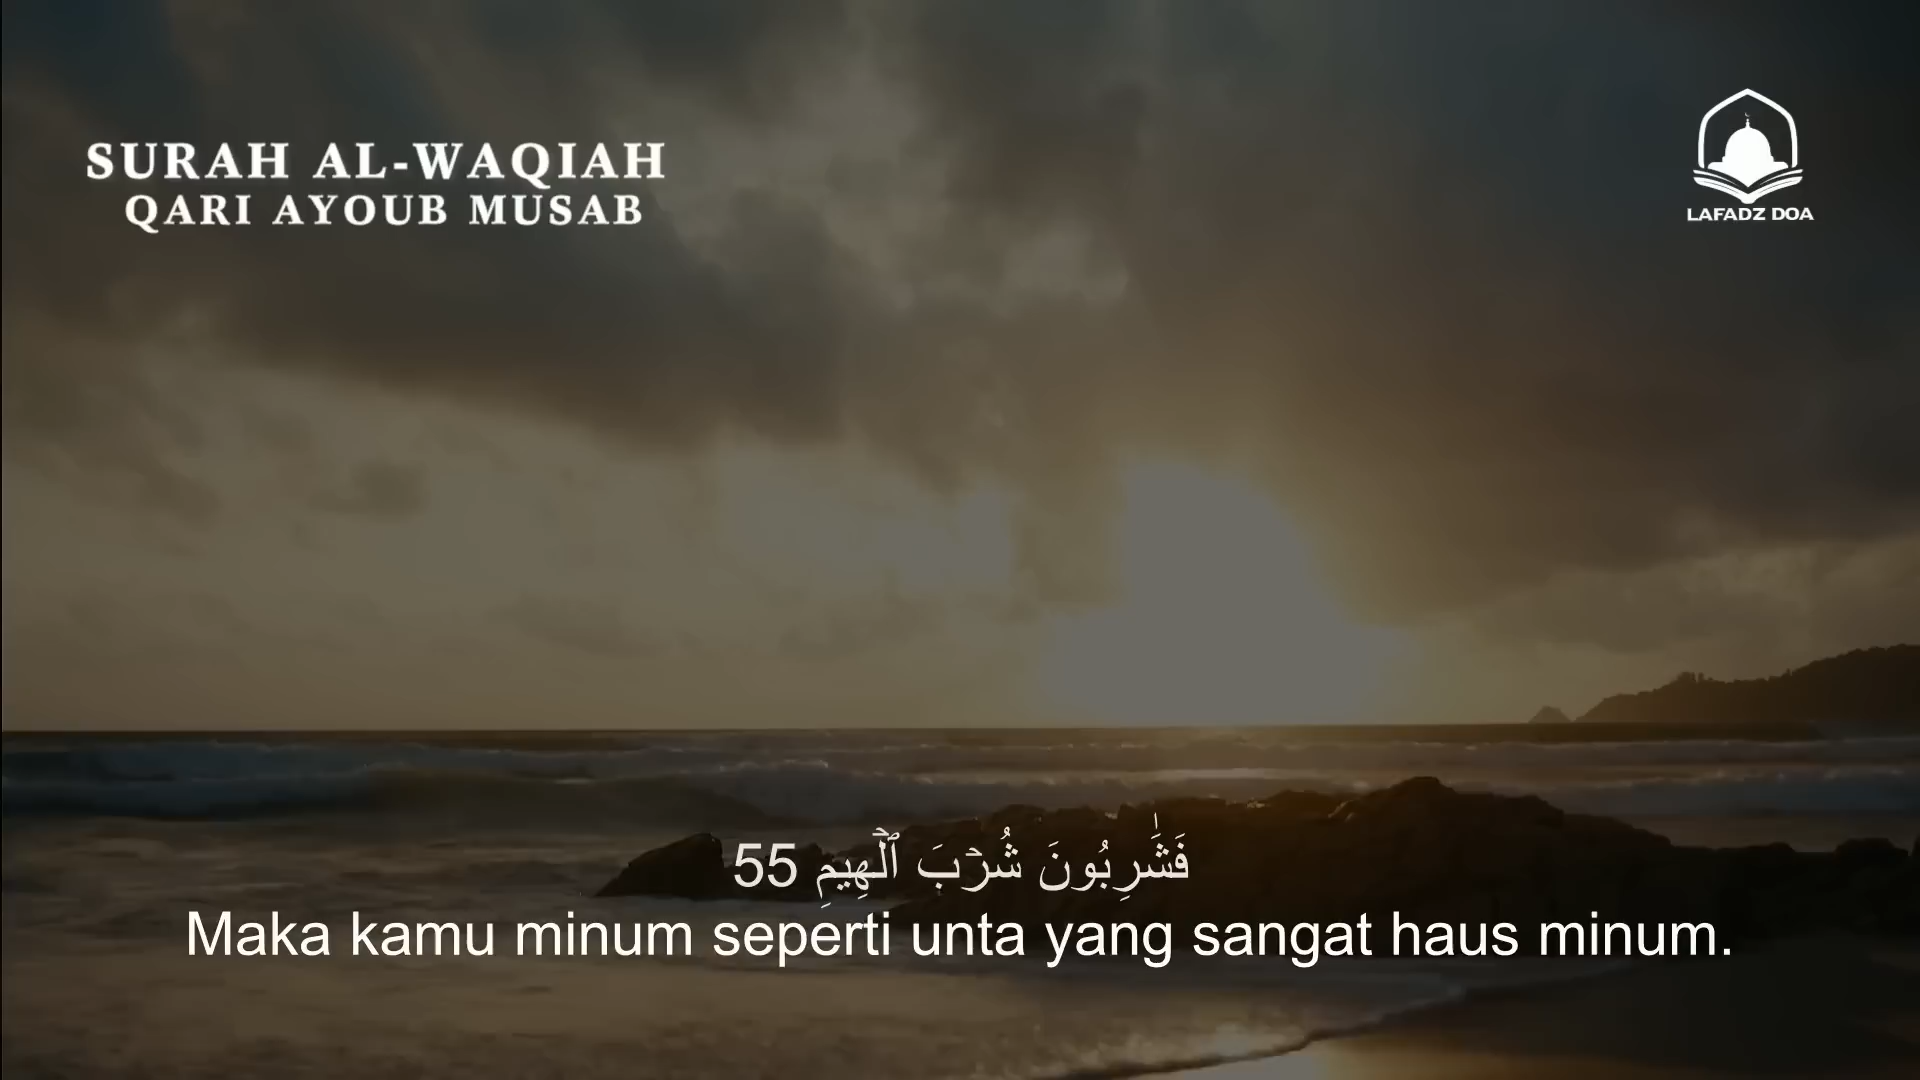 SURAH AL-WAQIAH
QARI AYOUB MUSAB
LAFADZ DOA
فَشَٰرِبُونَ شُرۡبَ ٱلۡهِيمِ 55
Maka kamu minum seperti unta yang sangat haus minum.